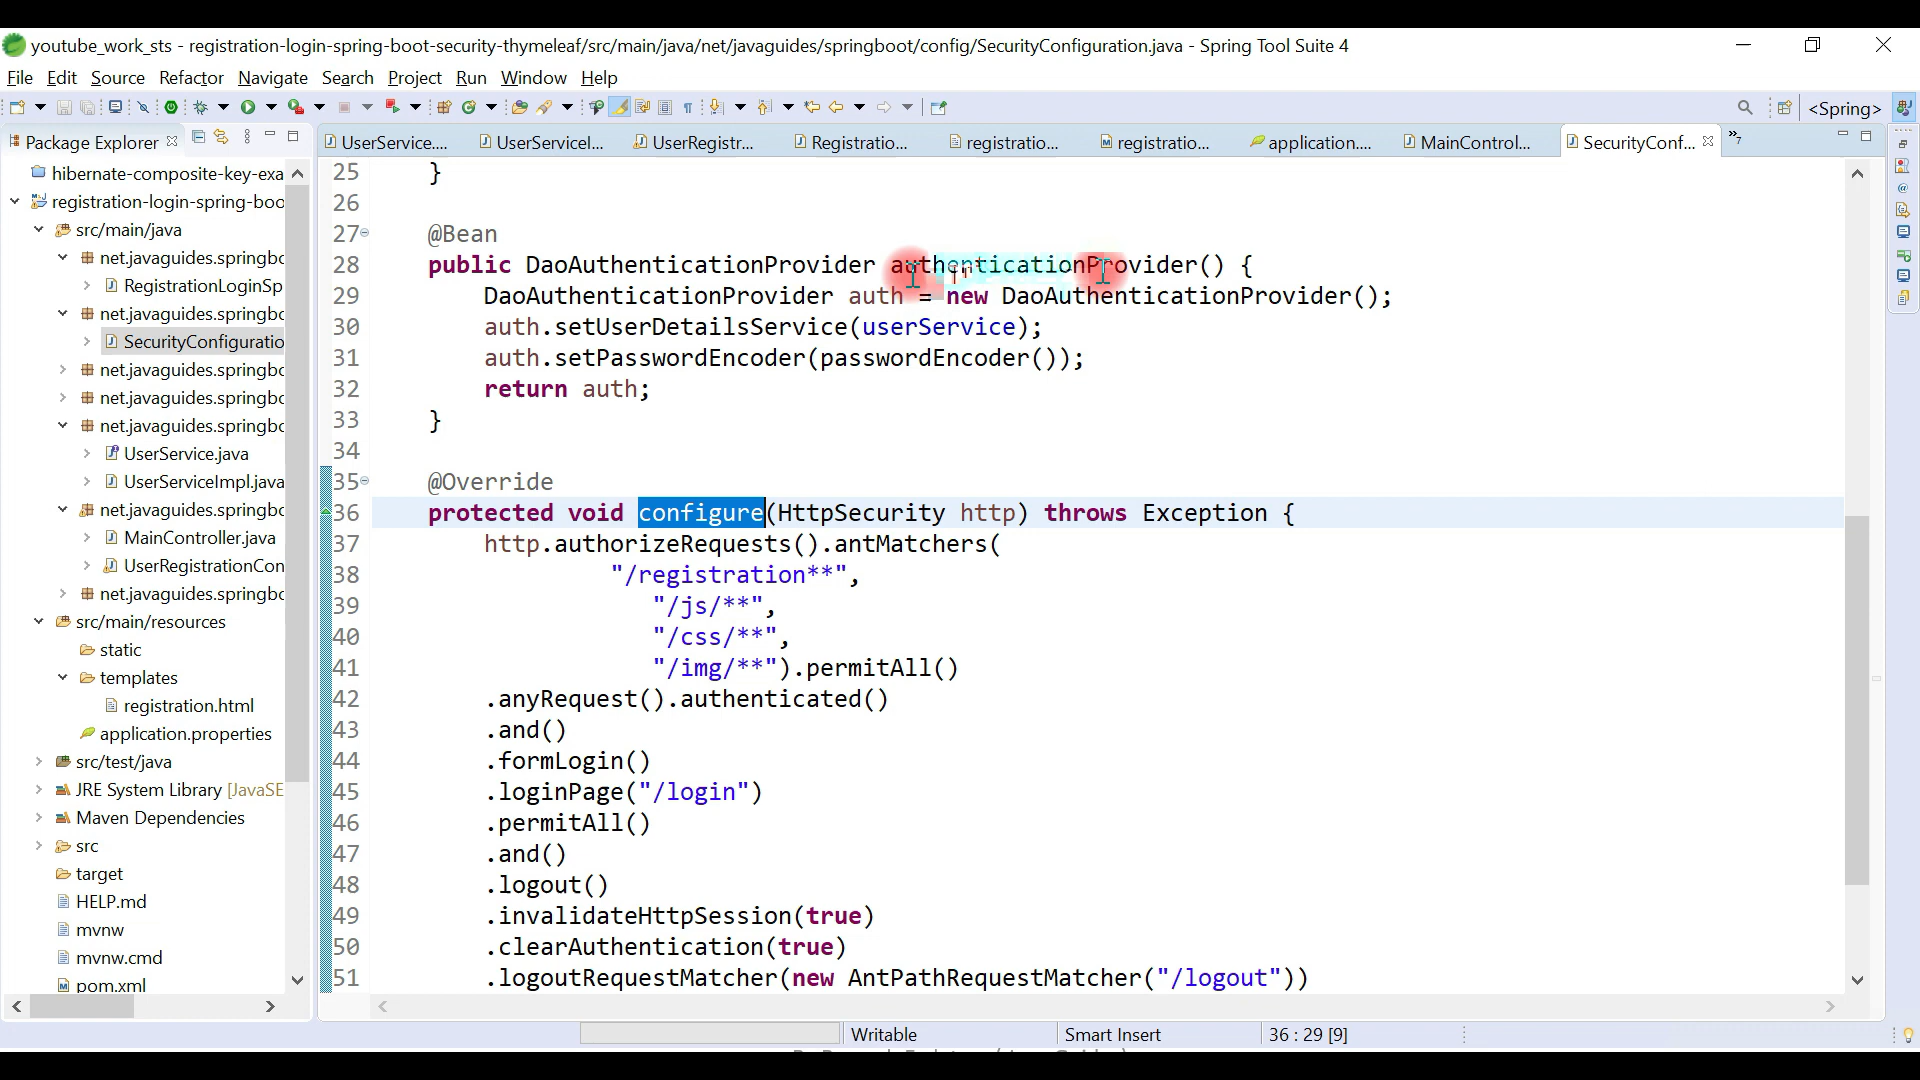 youtube_work_sts - registration-login-spring-boot-security-thymeleaf/src/main/java/net/javaguides/springboot/config/SecurityConfiguration.java - Spring Tool Suite 4
File Edit Source Refactor Navigate Search Project Run Window Help
<Spring>
Package Explorer
UserService.... UserServiceI... UserRegistr... Registratio... registratio... registratio... application.... MainControl... SecurityConf... »7
hibernate-composite-key-exa
registration-login-spring-boo
src/main/java
net.javaguides.springbo
RegistrationLoginSp
net.javaguides.springbo
SecurityConfiguratio
net.javaguides.springbo
net.javaguides.springbo
net.javaguides.springbo
UserService.java
UserServiceImpl.java
net.javaguides.springbo
MainController.java
UserRegistrationCon
net.javaguides.springbo
src/main/resources
static
templates
registration.html
application.properties
src/test/java
JRE System Library [JavaSE
Maven Dependencies
src
target
HELP.md
mvnw
mvnw.cmd
pom.xml
25 }
26
27 @Bean
28 public DaoAuthenticationProvider authenticationProvider() {
29 DaoAuthenticationProvider auth = new DaoAuthenticationProvider();
30 auth.setUserDetailsService(userService);
31 auth.setPasswordEncoder(passwordEncoder());
32 return auth;
33 }
34
35 @Override
36 protected void configure(HttpSecurity http) throws Exception {
37 http.authorizeRequests().antMatchers(
38 "/registration**",
39 "/js/**",
40 "/css/**",
41 "/img/**").permitAll()
42 .anyRequest().authenticated()
43 .and()
44 .formLogin()
45 .loginPage("/login")
46 .permitAll()
47 .and()
48 .logout()
49 .invalidateHttpSession(true)
50 .clearAuthentication(true)
51 .logoutRequestMatcher(new AntPathRequestMatcher("/logout"))
Writable Smart Insert 36 : 29 [9]